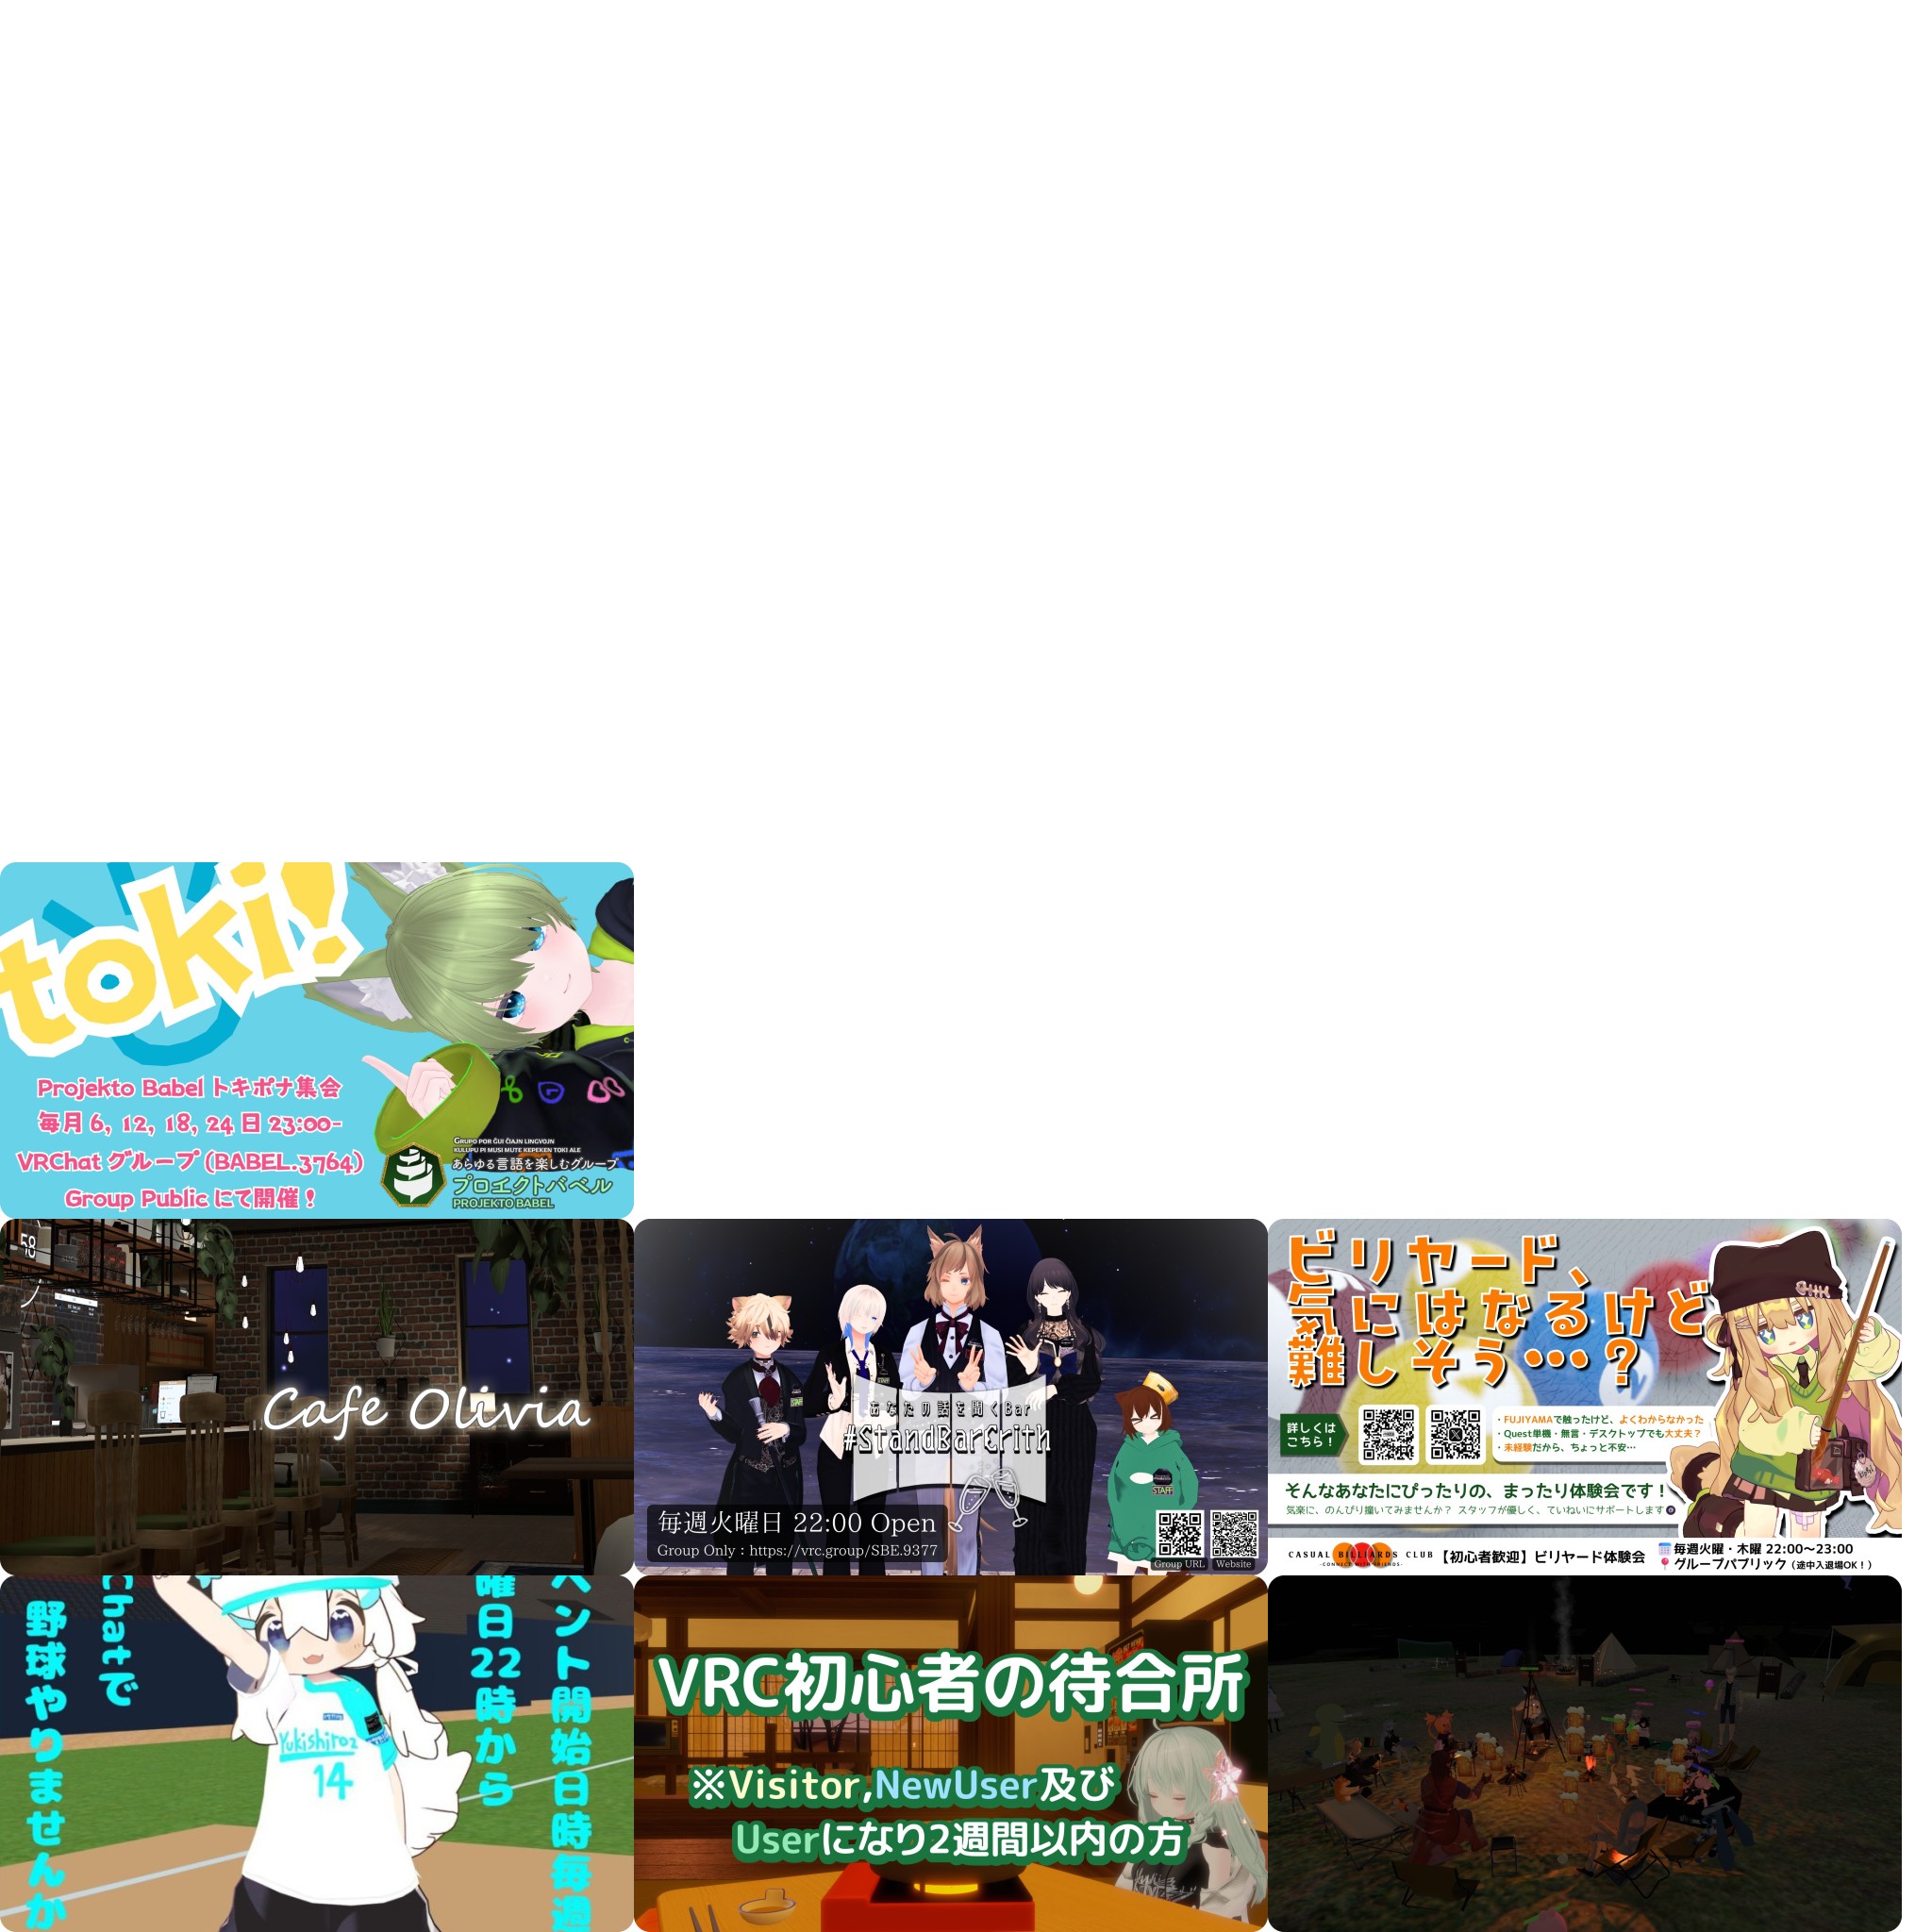 toki!
Projekto Babel トキポナ集会
毎月 6, 12, 18, 24 日 23:00-
VRChat グループ (BABEL.3764)
Group Public にて開催！
GRUPO POR ĜUI ĈIAJN LINGVOJN
KULUPU PI MUSI MUTE KEPEKEN TOKI ALE
あらゆる言語を楽しむグループ
プロエクトバベル
PROJEKTO BABEL
58
Cafe Olivia
あなたの話を聞くBar
#StandBarCrith
STAFF
毎週火曜日 22:00 Open
Group Only : https://vrc.group/SBE.9377
Group URL
Website
ビリヤード、
気にはなるけど
難しそう…？
詳しくは
こちら！
・FUJIYAMAで触ったけど、よくわからなかった
・Quest単機・無言・デスクトップでも大丈夫？
・未経験だから、ちょっと不安…
そんなあなたにぴったりの、まったり体験会です！
気楽に、のんびり撞いてみませんか？ スタッフが優しく、ていねいにサポートします
CASUAL BILLIARDS CLUB
-CONNECT WITH FRIENDS-
【初心者歓迎】ビリヤード体験会
毎週火曜・木曜 22:00〜23:00
グループパブリック（途中入退場OK！）
ベント開始日時毎週
曜日22時から
Chatで
野球やりませんか
Yukishiroz
14
VRC初心者の待合所
※Visitor,NewUser及び
Userになり2週間以内の方